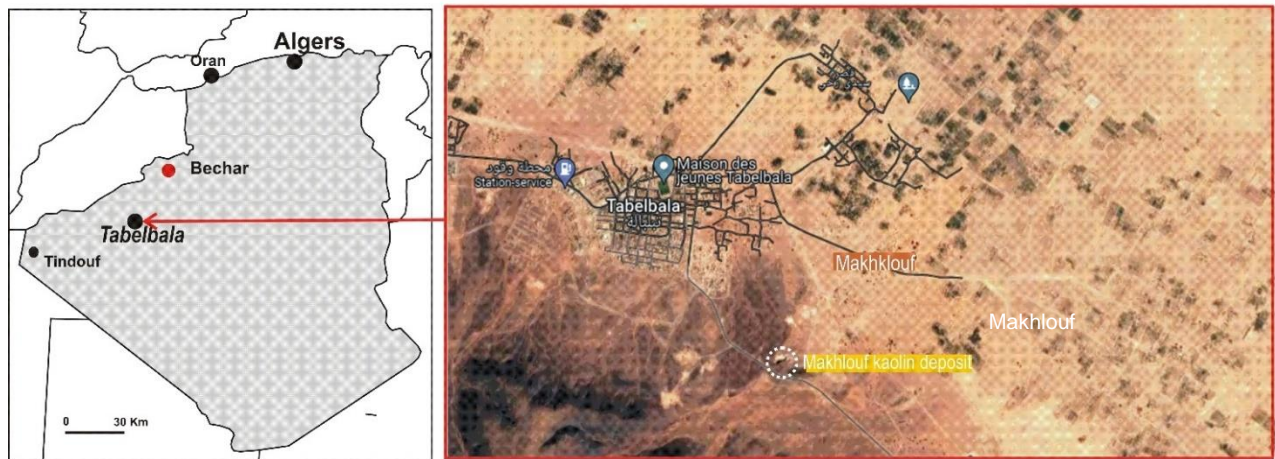 Algers
Oran
Bechar
Tabelbala
Tindouf
0 30 Km
محطة وقود
Station-service
Maison des
jeunes Tabelbala
Tabelbala
تبلبالة
Makhklouf
Makhlouf
Makhlouf kaolin deposit